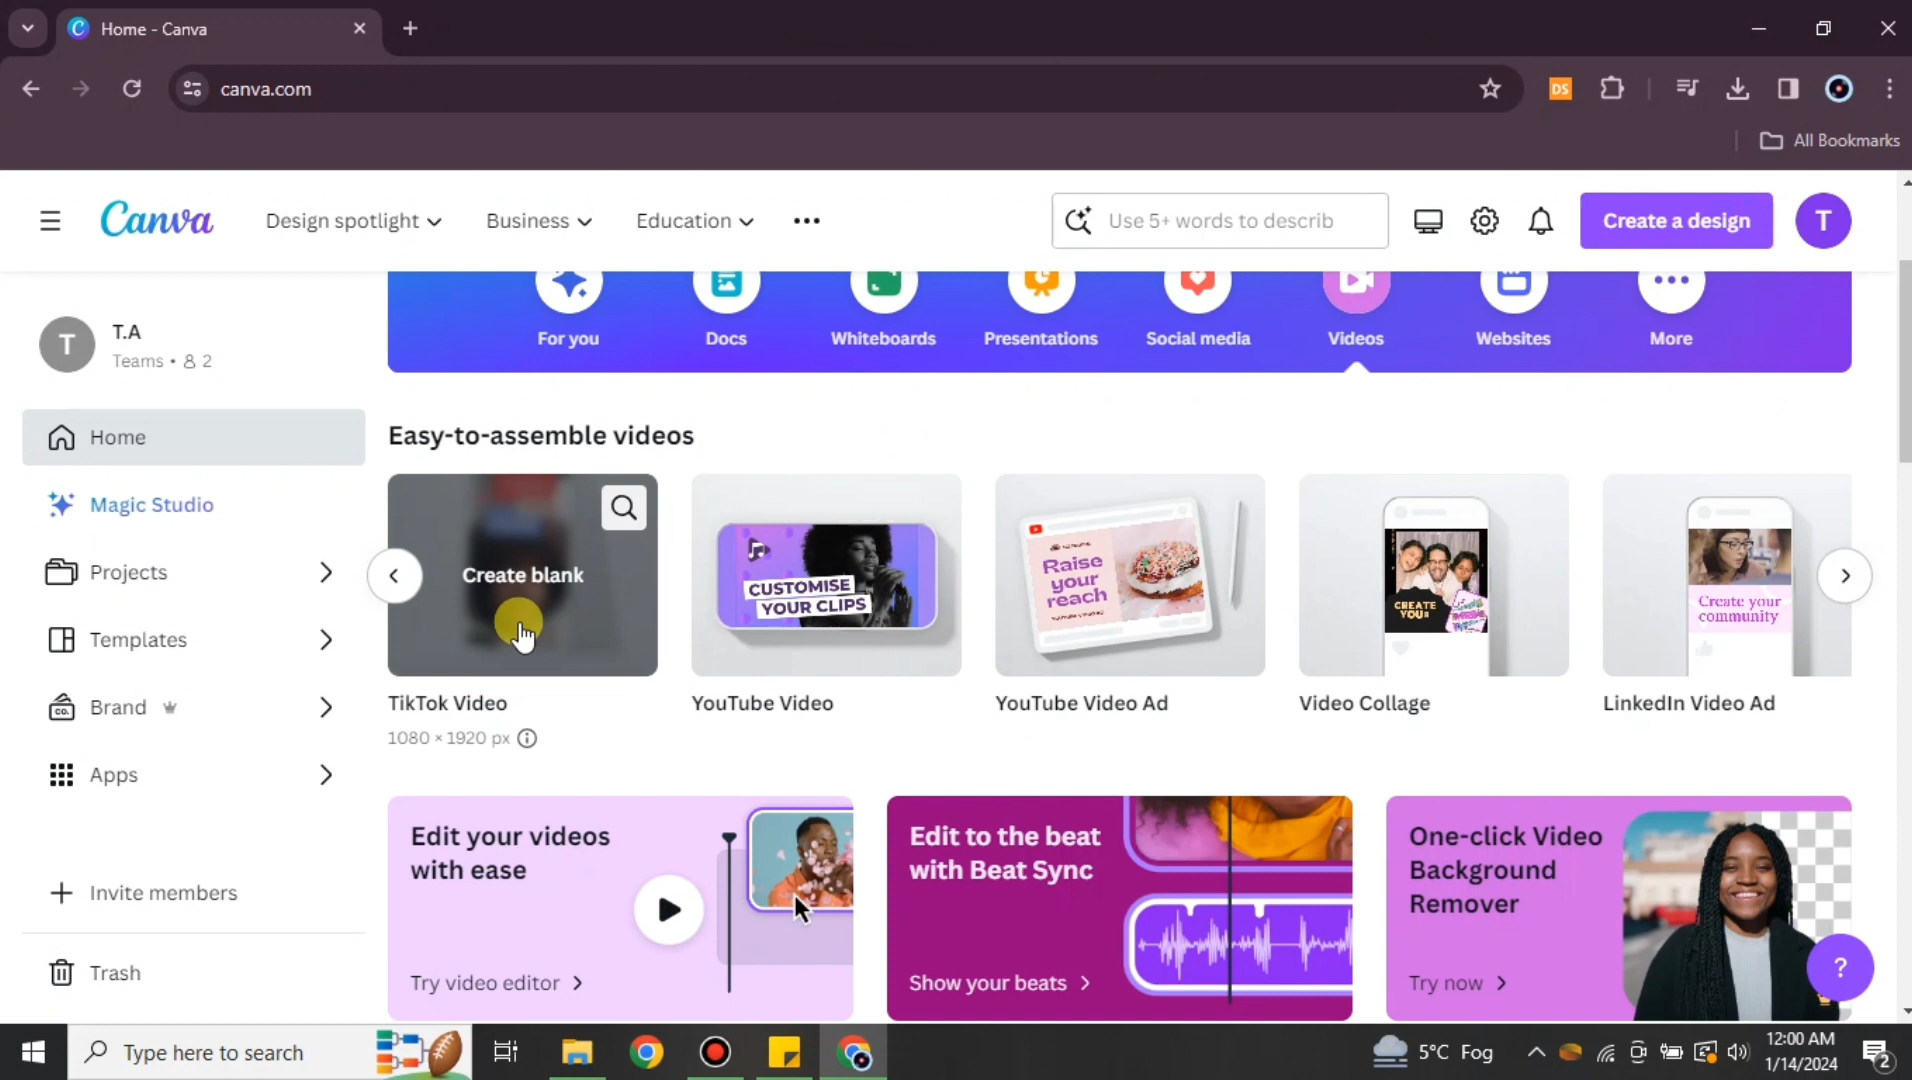 Home - Canva
canva.com
DS
All Bookmarks
Canva
Design spotlight
Business
Education
Use 5+ words to describ
Create a design
T
T
T.A
Teams • 2
For you
Docs
Whiteboards
Presentations
Social media
Videos
Websites
More
Home
Magic Studio
Projects
Templates
Brand
CO.
Apps
Invite members
Trash
Easy-to-assemble videos
Create blank
TikTok Video
1080 × 1920 px
CUSTOMISE
YOUR CLIPS
YouTube Video
Raise
your
reach
YouTube Video Ad
CREATE
Video Collage
Create your
community
LinkedIn Video Ad
Edit your videos
with ease
Try video editor
Edit to the beat
with Beat Sync
Show your beats
One-click Video
Background
Remover
Try now
?
Type here to search
5°C Fog
12:00 AM
1/14/2024
2